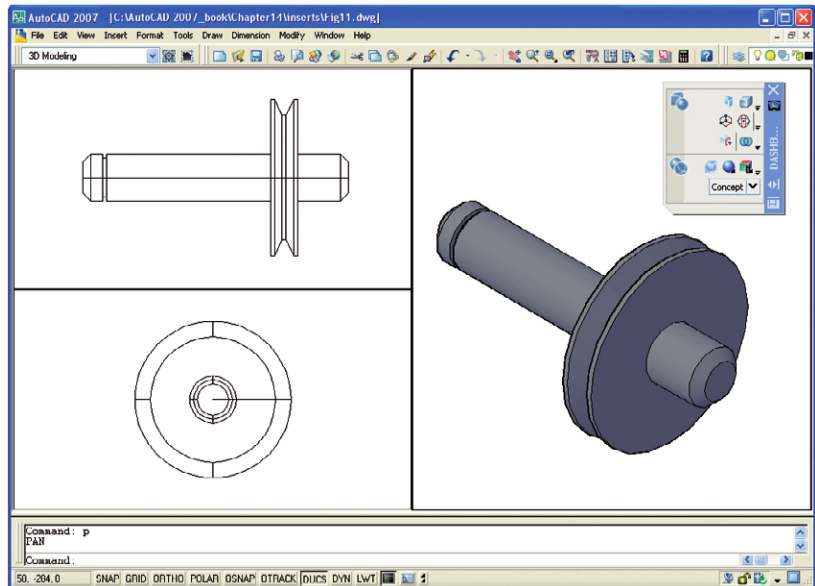 AutoCAD 2007 - [C:\AutoCAD 2007_book\Chapter14\inserts\Fig11.dwg]
File Edit View Insert Format Tools Draw Dimension Modify Window Help
3D Modeling
DASHB...
Concept
Command: p
PAN
Command:
50. -204.0 SNAP GRID ORTHO POLAR OSNAP OTRACK DUCS DYN LWT